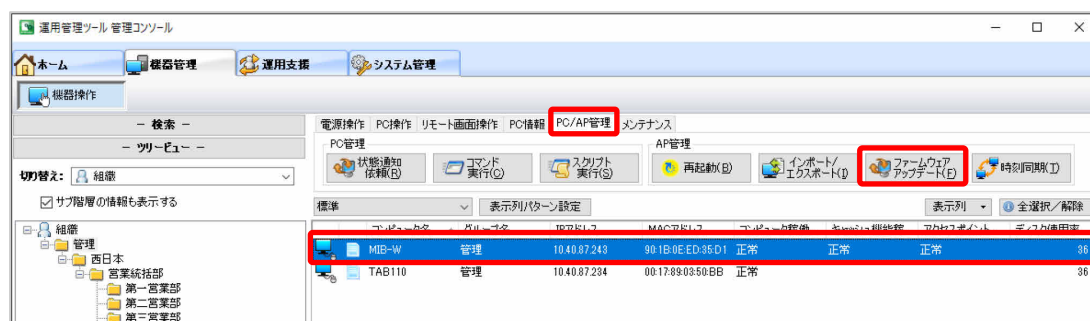 運用管理ツール 管理コンソール
ホーム 機器管理 運用支援 システム管理
機器操作
− 検索 −
− ツリービュー −
切り替え: 組織
サブ階層の情報も表示する
組織
管理
西日本
営業統括部
第一営業部
第二営業部
第三営業部
電源操作 PC操作 リモート画面操作 PC情報 PC/AP管理 メンテナンス
PC管理 AP管理
状態通知依頼(R) コマンド実行(C) スクリプト実行(S) 再起動(B) インポート/エクスポート(I) ファームウェアアップデート(F) 時刻同期(T)
標準 表示列パターン設定 表示列 全選択/解除
コンピュータ名 グループ名 IPアドレス MACアドレス コンピュータ稼働 キャッシュ機能稼 アクセスポイント ディスク使用率
MIB-W 管理 10.40.87.243 90:1B:0E:ED:35:D1 正常 正常 正常 36
TAB110 管理 10.40.87.234 00:17:89:03:50:BB 正常 36